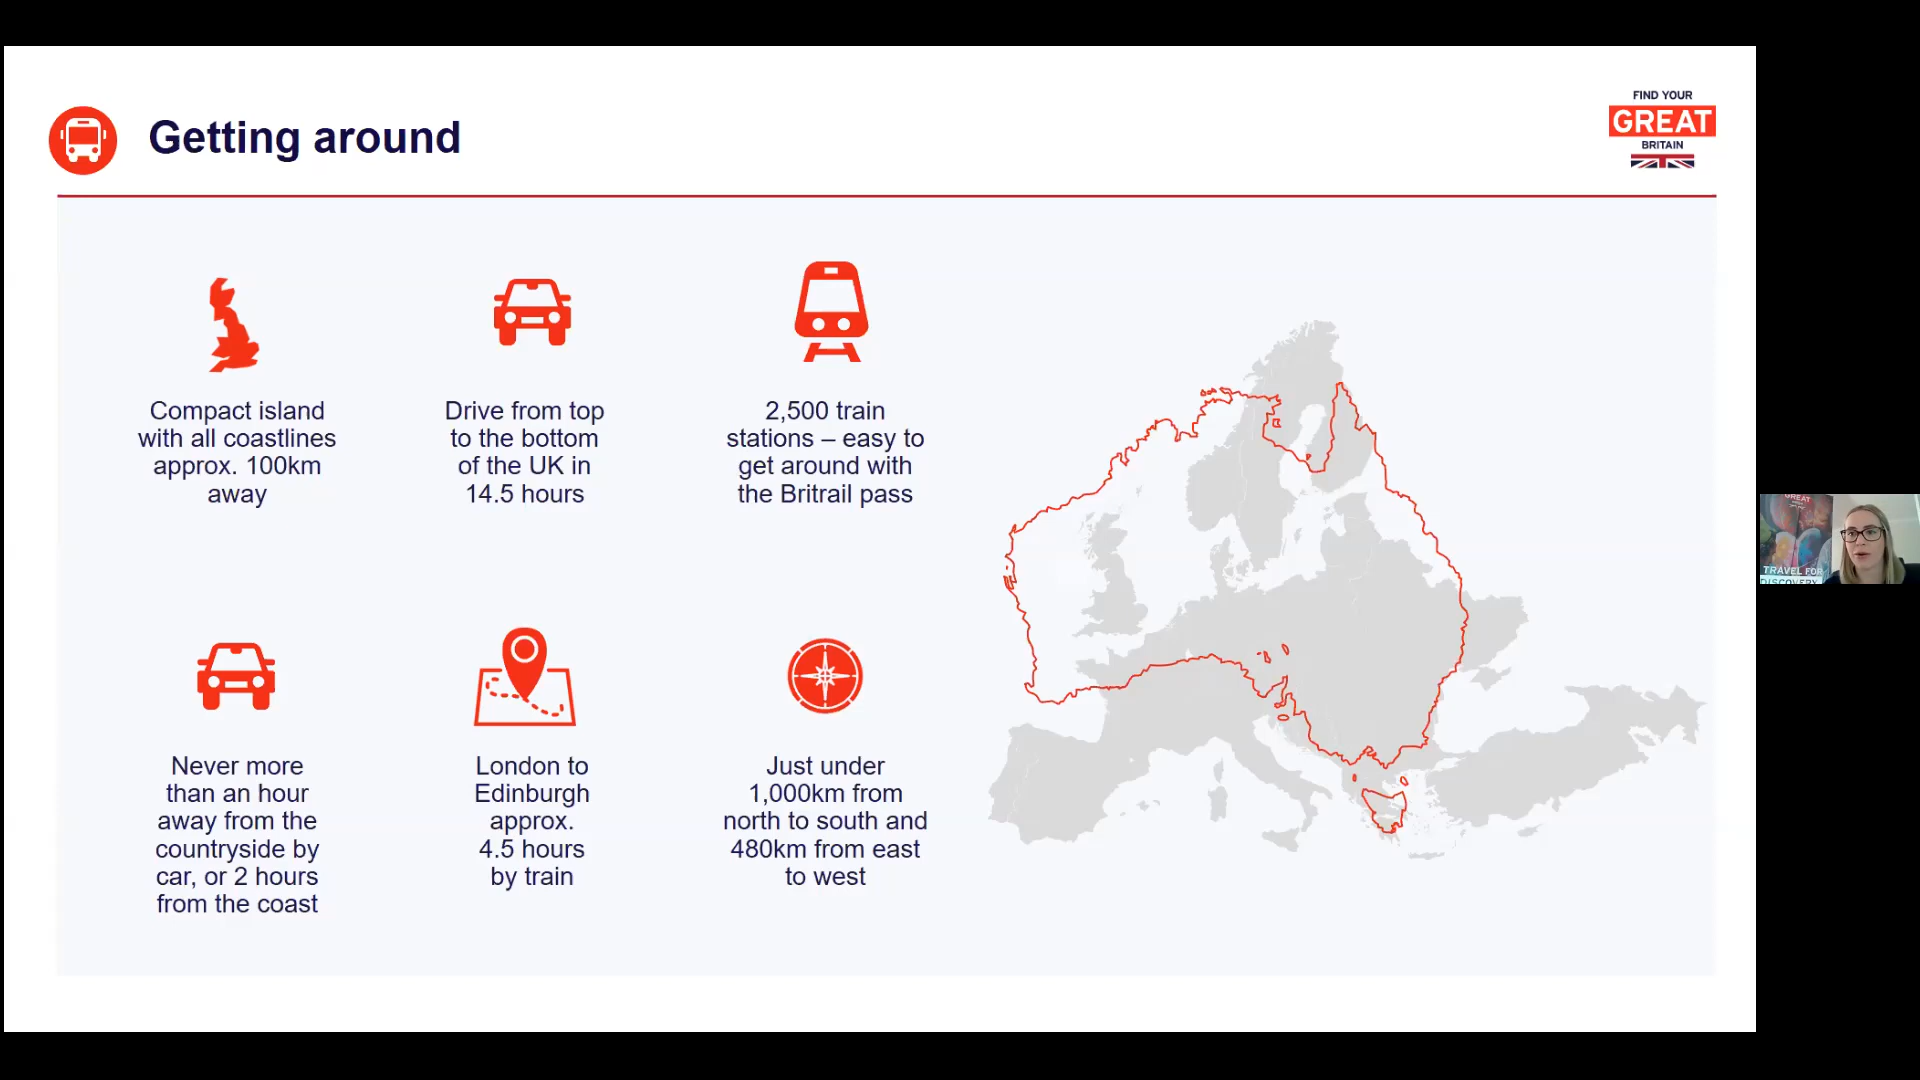 Getting around
FIND YOUR
GREAT
BRITAIN
Compact island
with all coastlines
approx. 100km
away
Drive from top
to the bottom
of the UK in
14.5 hours
2,500 train
stations – easy to
get around with
the Britrail pass
Never more
than an hour
away from the
countryside by
car, or 2 hours
from the coast
London to
Edinburgh
approx.
4.5 hours
by train
Just under
1,000km from
north to south and
480km from east
to west
GREAT
TRAVEL FOR
DISCOVERY